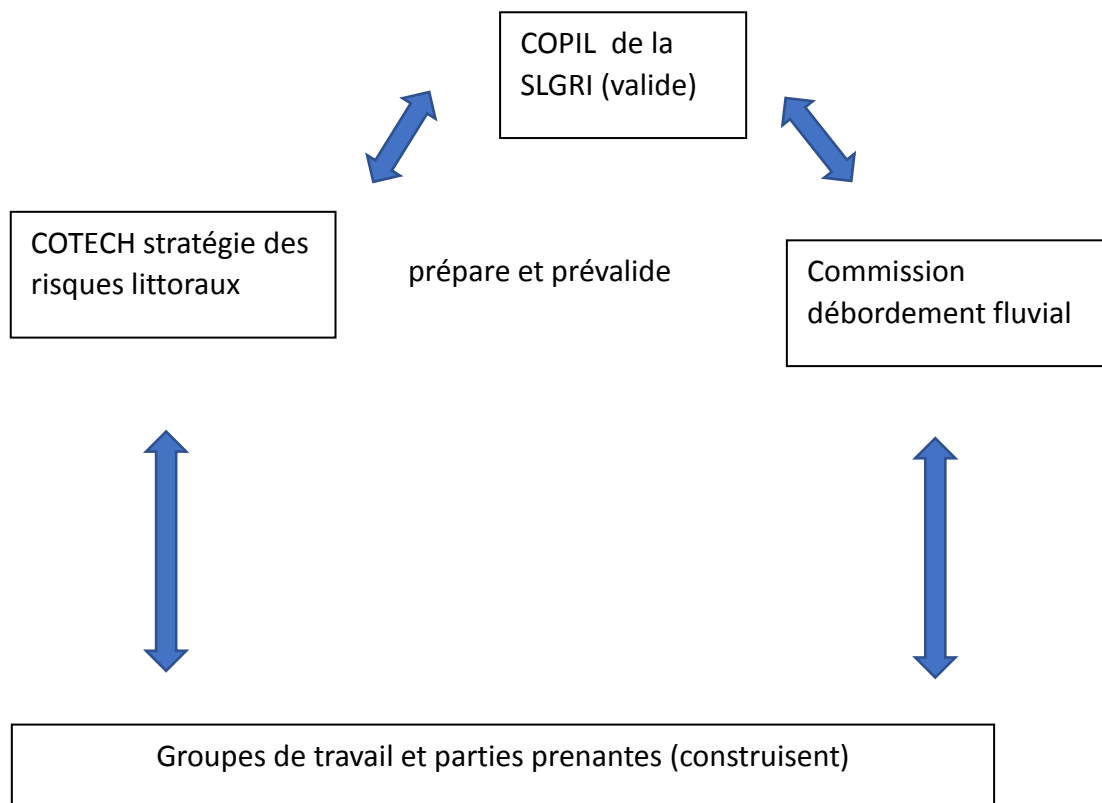 COPIL  de la
SLGRI (valide)
COTECH stratégie des
risques littoraux
prépare et prévalide
Commission
débordement fluvial
Groupes de travail et parties prenantes (construisent)